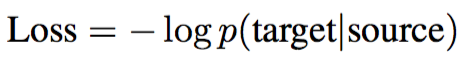 Loss = − log p(target|source)